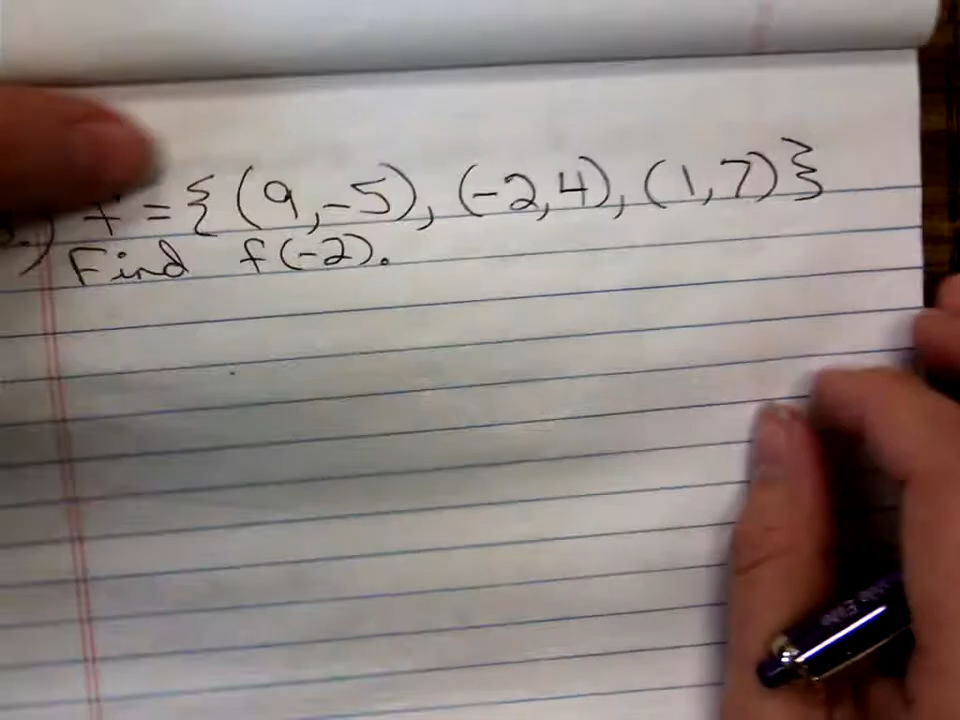 ) f = {(9,-5), (-2,4), (1,7)}
Find f(-2).